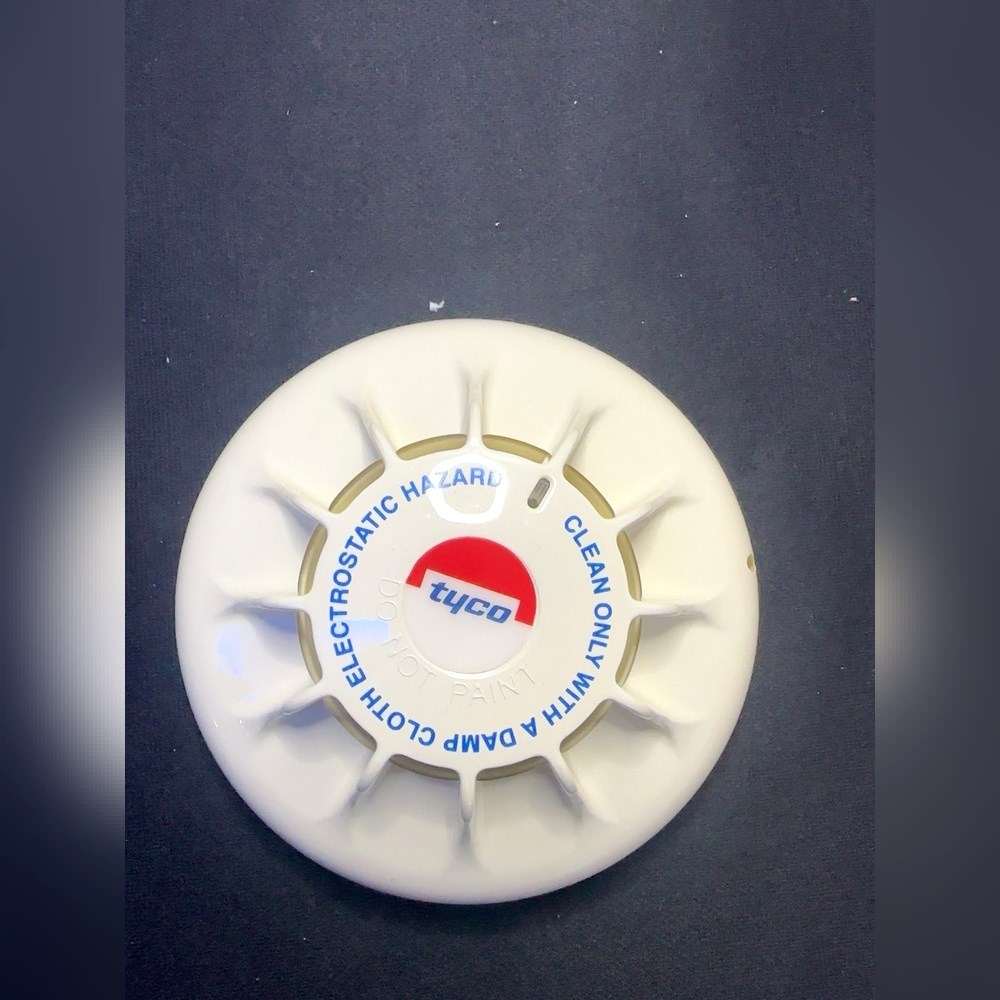 ELECTROSTATIC HAZARD
CLEAN ONLY WITH A DAMP CLOTH
tyco
DO NOT PAINT